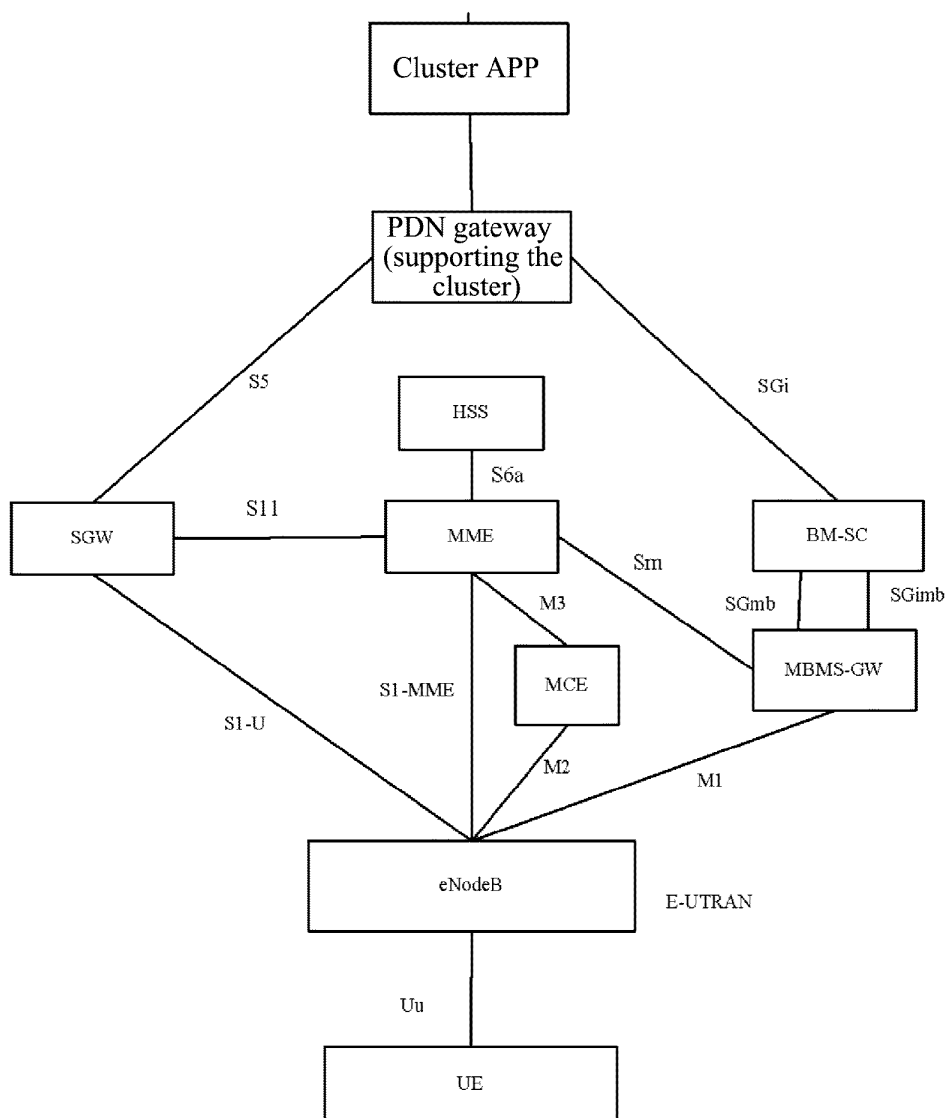 Cluster APP
PDN gateway
(supporting the
cluster)
S5
SGi
HSS
S6a
SGW
S11
MME
BM-SC
Sm
SGmb
SGimb
M3
MCE
MBMS-GW
S1-MME
S1-U
M2
M1
eNodeB
E-UTRAN
Uu
UE